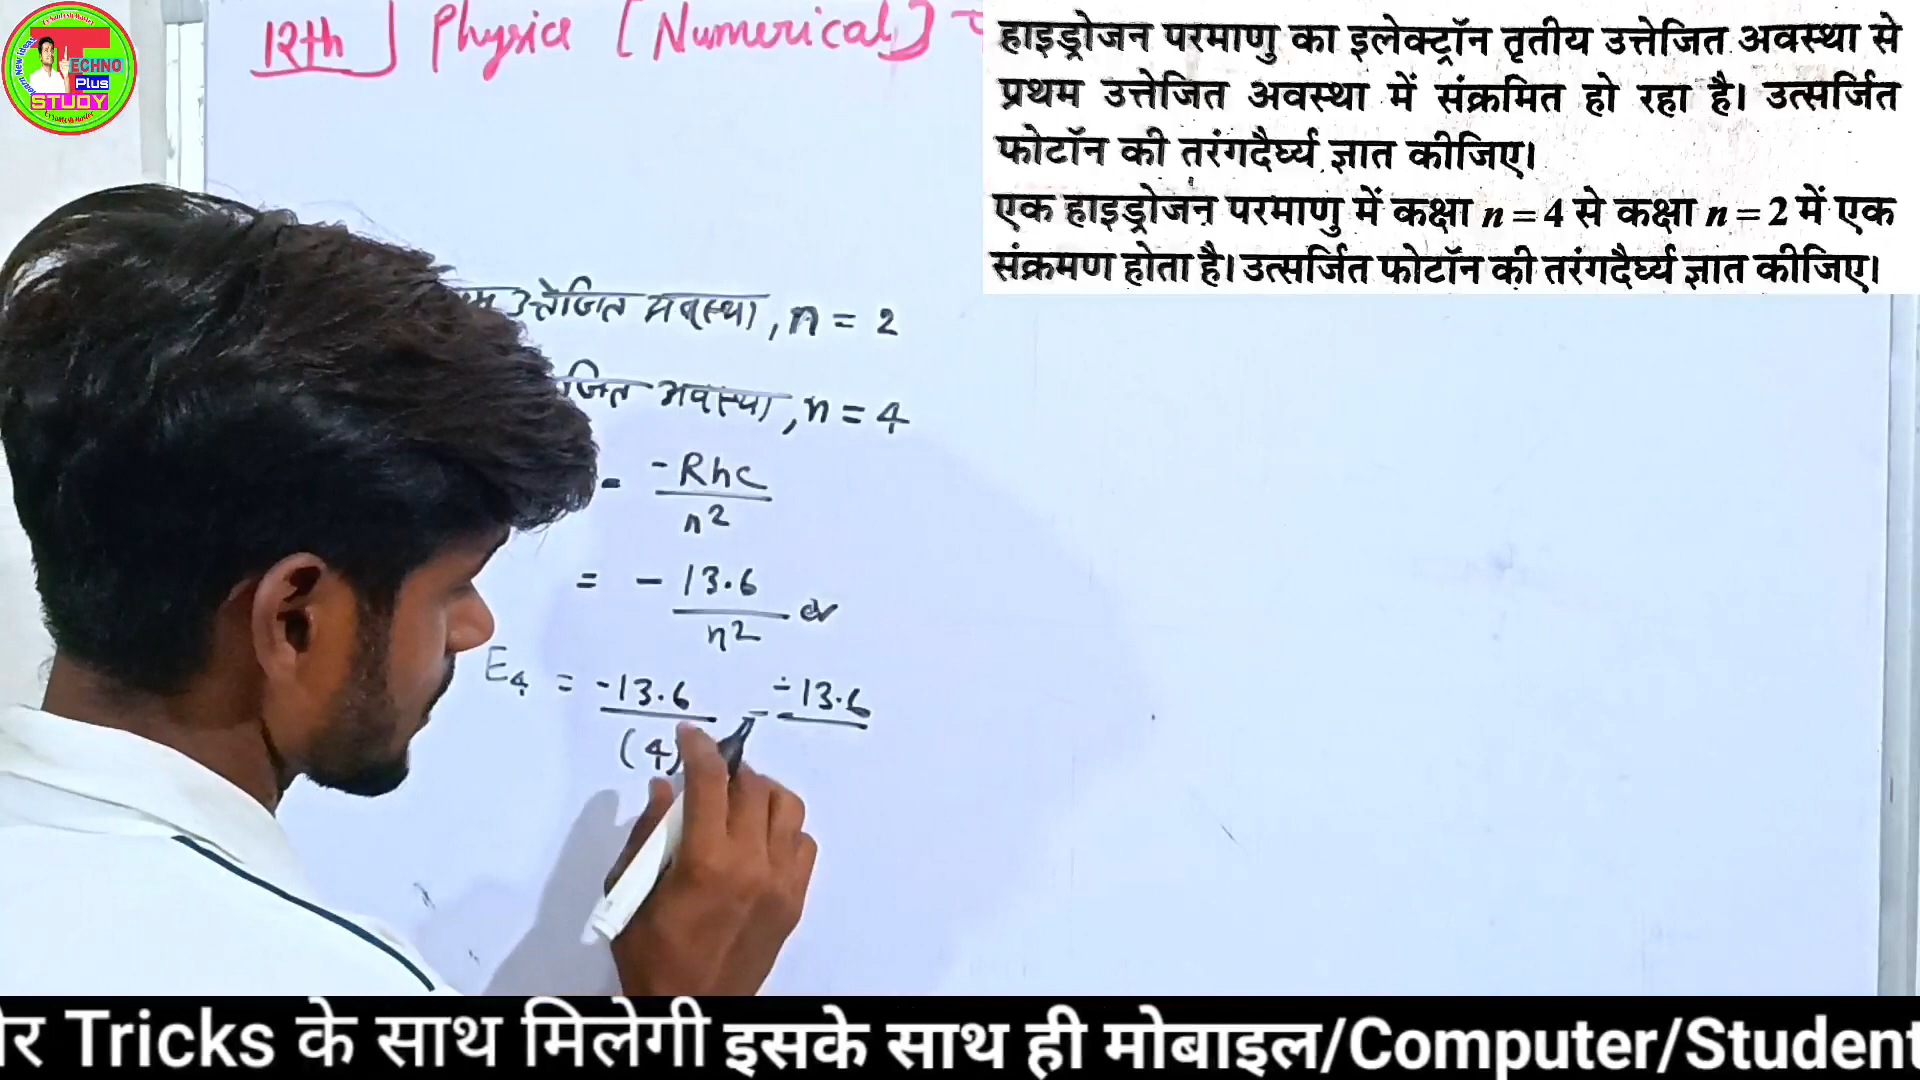 TECHNO
Plus
STUDY
12th Physics [Numerical]
हाइड्रोजन परमाणु का इलेक्ट्रॉन तृतीय उत्तेजित अवस्था से
प्रथम उत्तेजित अवस्था में संक्रमित हो रहा है। उत्सर्जित
फोटॉन की तरंगदैर्घ्य ज्ञात कीजिए।
एक हाइड्रोजन परमाणु में कक्षा n = 4 से कक्षा n = 2 में एक
संक्रमण होता है। उत्सर्जित फोटॉन की तरंगदैर्घ्य ज्ञात कीजिए।
उत्तेजित अवस्था, n = 2
जित अवस्था, n = 4
= -Rhc
n²
= - 13.6
n² ev
E₄ = -13.6 = -13.6
(4)
Tricks के साथ मिलेगी इसके साथ ही मोबाइल/Computer/Student